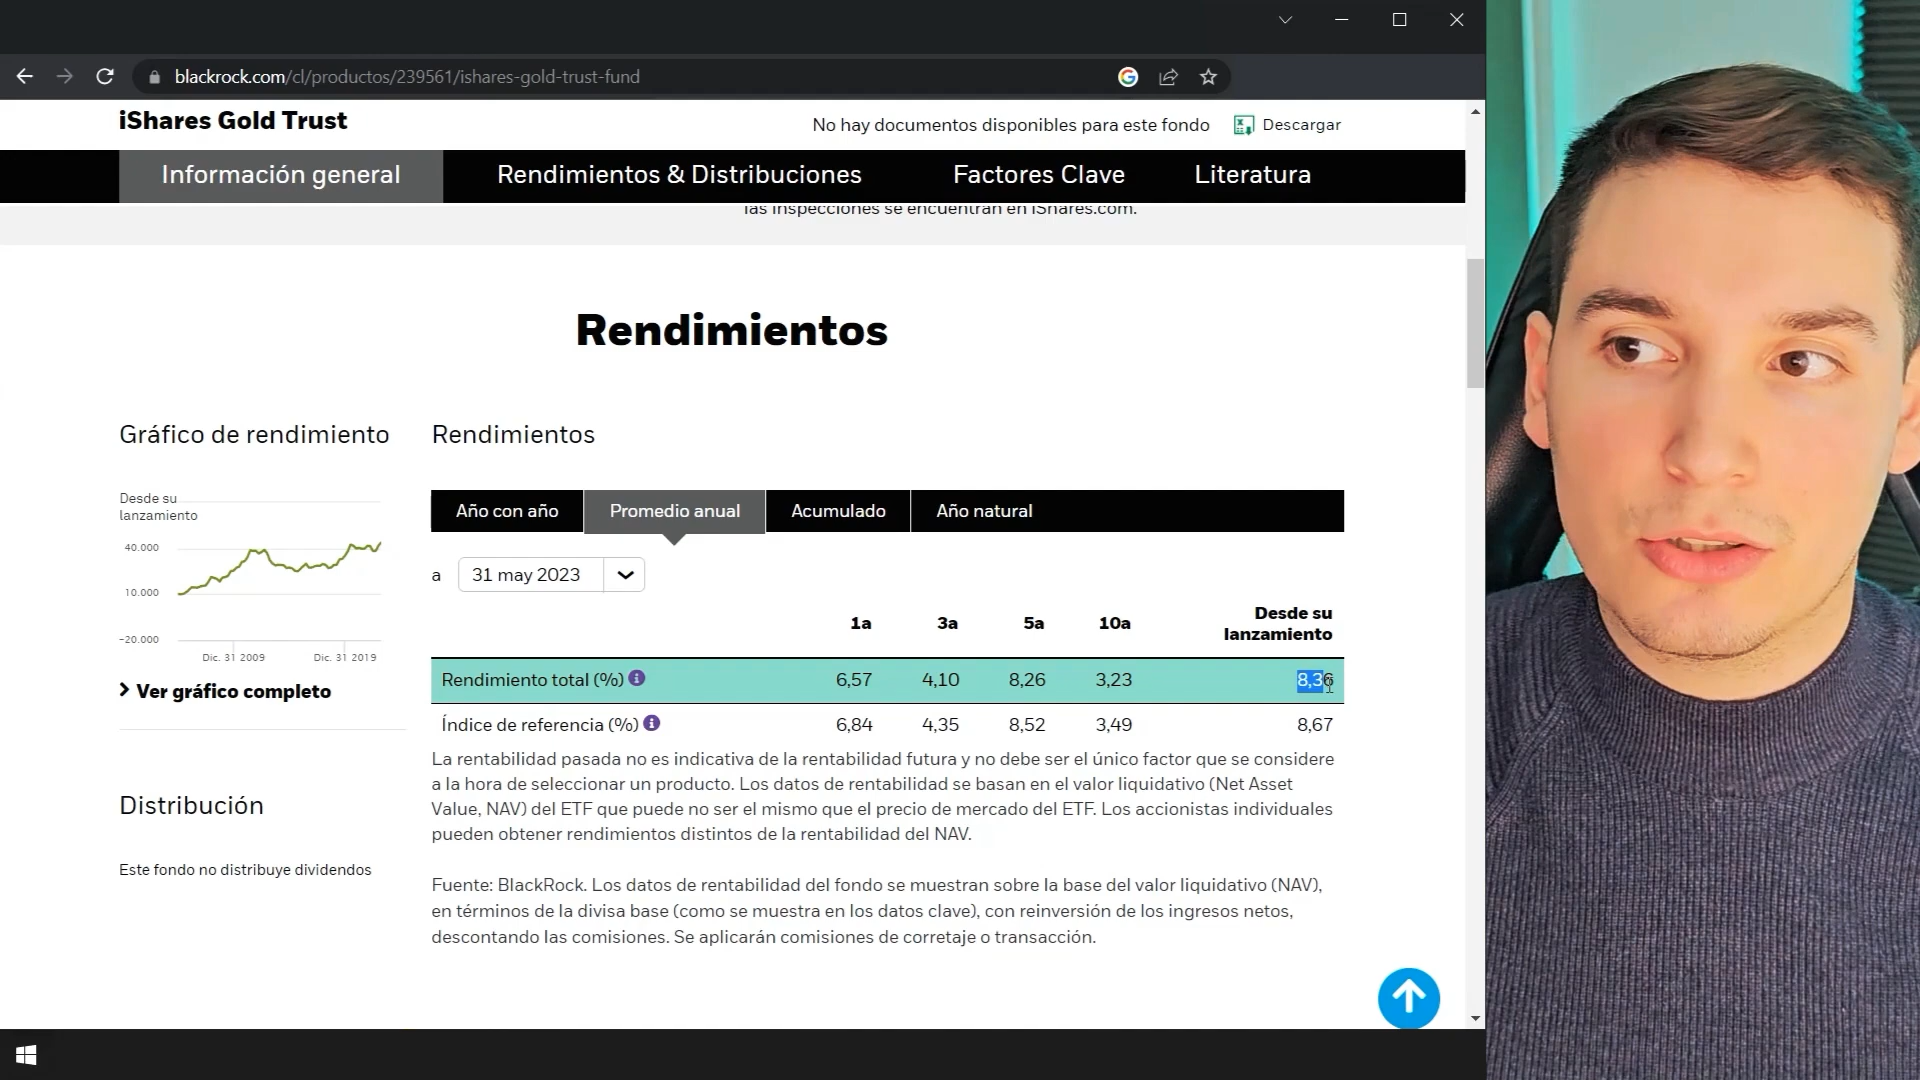 blackrock.com/cl/productos/239561/ishares-gold-trust-fund
iShares Gold Trust
No hay documentos disponibles para este fondo
Descargar
Información general
Rendimientos & Distribuciones
Factores Clave
Literatura
las inspecciones se encuentran en iShares.com.
Rendimientos
Gráfico de rendimiento
Rendimientos
Desde su
lanzamiento
40.000
10.000
-20.000
Dic. 31 2009
Dic. 31 2019
Ver gráfico completo
Distribución
Este fondo no distribuye dividendos
Año con año
Promedio anual
Acumulado
Año natural
a
31 may 2023
1a
3a
5a
10a
Desde su
lanzamiento
Rendimiento total (%) 6,57 4,10 8,26 3,23 8,36
Índice de referencia (%) 6,84 4,35 8,52 3,49 8,67
La rentabilidad pasada no es indicativa de la rentabilidad futura y no debe ser el único factor que se considere
a la hora de seleccionar un producto. Los datos de rentabilidad se basan en el valor liquidativo (Net Asset
Value, NAV) del ETF que puede no ser el mismo que el precio de mercado del ETF. Los accionistas individuales
pueden obtener rendimientos distintos de la rentabilidad del NAV.
Fuente: BlackRock. Los datos de rentabilidad del fondo se muestran sobre la base del valor liquidativo (NAV),
en términos de la divisa base (como se muestra en los datos clave), con reinversión de los ingresos netos,
descontando las comisiones. Se aplicarán comisiones de corretaje o transacción.